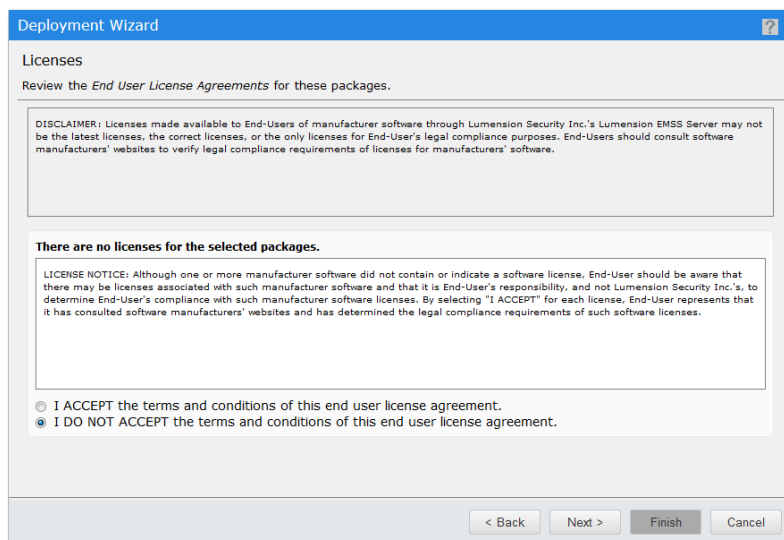 Deployment Wizard
?
Licenses
Review the End User License Agreements for these packages.
DISCLAIMER: Licenses made available to End-Users of manufacturer software through Lumension Security Inc.'s Lumension EMSS Server may not
be the latest licenses, the correct licenses, or the only licenses for End-User's legal compliance purposes. End-Users should consult software
manufacturers' websites to verify legal compliance requirements of licenses for manufacturers' software.
There are no licenses for the selected packages.
LICENSE NOTICE: Although one or more manufacturer software did not contain or indicate a software license, End-User should be aware that
there may be licenses associated with such manufacturer software and that it is End-User's responsibility, and not Lumension Security Inc.'s, to
determine End-User's compliance with such manufacturer software licenses. By selecting "I ACCEPT" for each license, End-User represents that
it has consulted software manufacturers' websites and has determined the legal compliance requirements of such software licenses.
I ACCEPT the terms and conditions of this end user license agreement.
I DO NOT ACCEPT the terms and conditions of this end user license agreement.
< Back Next > Finish Cancel